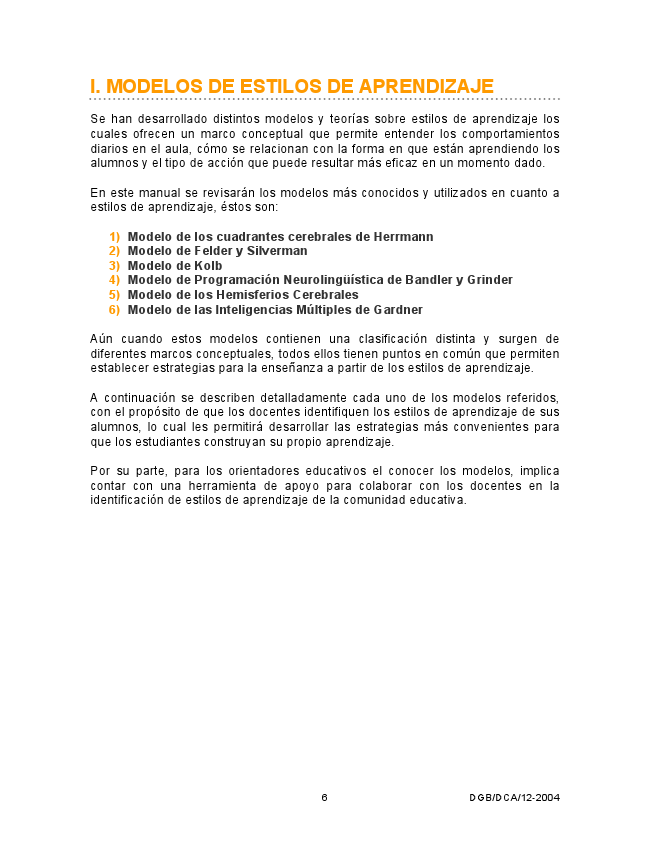 I. MODELOS DE ESTILOS DE APRENDIZAJE
Se han desarrollado distintos modelos y teorías sobre estilos de aprendizaje los
cuales ofrecen un marco conceptual que permite entender los comportamientos
diarios en el aula, cómo se relacionan con la forma en que están aprendiendo los
alumnos y el tipo de acción que puede resultar más eficaz en un momento dado.
En este manual se revisarán los modelos más conocidos y utilizados en cuanto a
estilos de aprendizaje, éstos son:
1) Modelo de los cuadrantes cerebrales de Herrmann
2) Modelo de Felder y Silverman
3) Modelo de Kolb
4) Modelo de Programación Neurolingüística de Bandler y Grinder
5) Modelo de los Hemisferios Cerebrales
6) Modelo de las Inteligencias Múltiples de Gardner
Aún cuando estos modelos contienen una clasificación distinta y surgen de
diferentes marcos conceptuales, todos ellos tienen puntos en común que permiten
establecer estrategias para la enseñanza a partir de los estilos de aprendizaje.
A continuación se describen detalladamente cada uno de los modelos referidos,
con el propósito de que los docentes identifiquen los estilos de aprendizaje de sus
alumnos, lo cual les permitirá desarrollar las estrategias más convenientes para
que los estudiantes construyan su propio aprendizaje.
Por su parte, para los orientadores educativos el conocer los modelos, implica
contar con una herramienta de apoyo para colaborar con los docentes en la
identificación de estilos de aprendizaje de la comunidad educativa.
6 DGB/DCA/12-2004